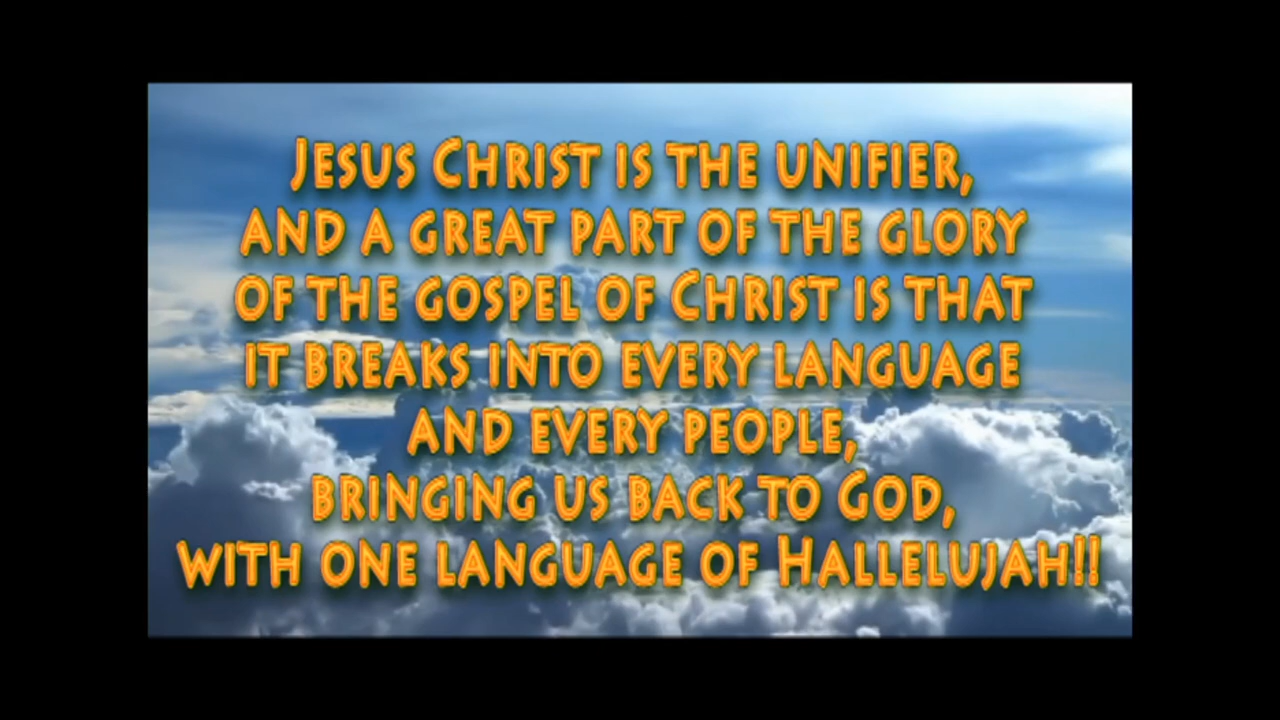 Jesus Christ is the unifier,
and a great part of the glory
of the gospel of Christ is that
it breaks into every language
and every people,
bringing us back to God,
with one language of Hallelujah!!